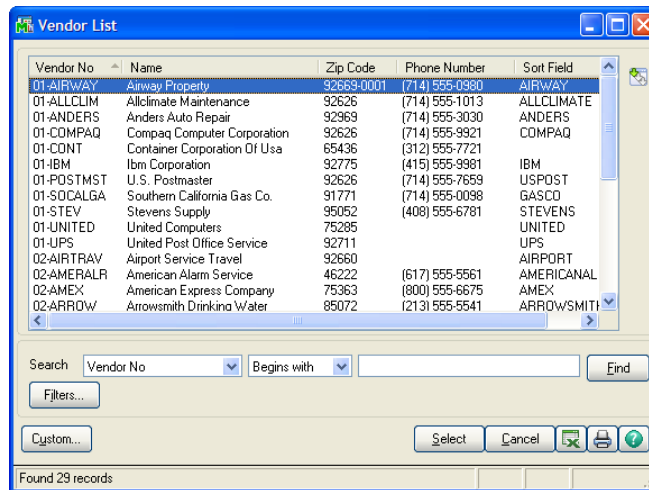 Vendor List
Vendor No Name Zip Code Phone Number Sort Field
01-AIRWAY Airway Property 92669-0001 (714) 555-0980 AIRWAY
01-ALLCLIM Allclimate Maintenance 92626 (714) 555-1013 ALLCLIMATE
01-ANDERS Anders Auto Repair 92969 (714) 555-3030 ANDERS
01-COMPAQ Compaq Computer Corporation 92626 (714) 555-9921 COMPAQ
01-CONT Container Corporation Of Usa 65436 (312) 555-7721
01-IBM Ibm Corporation 92775 (415) 555-9981 IBM
01-POSTMST U.S. Postmaster 92626 (714) 555-7659 USPOST
01-SOCALGA Southern California Gas Co. 91771 (714) 555-0098 GASCO
01-STEV Stevens Supply 95052 (408) 555-6781 STEVENS
01-UNITED United Computers 75285 UNITED
01-UPS United Post Office Service 92711 UPS
02-AIRTRAV Airport Service Travel 92660 AIRPORT
02-AMERALR American Alarm Service 46222 (617) 555-5561 AMERICANAL
02-AMEX American Express Company 75363 (800) 555-6675 AMEX
02-ARROW Arrowsmith Drinking Water 85072 (213) 555-5541 ARROWSMITH
Search Vendor No Begins with Find
Filters...
Custom... Select Cancel
Found 29 records